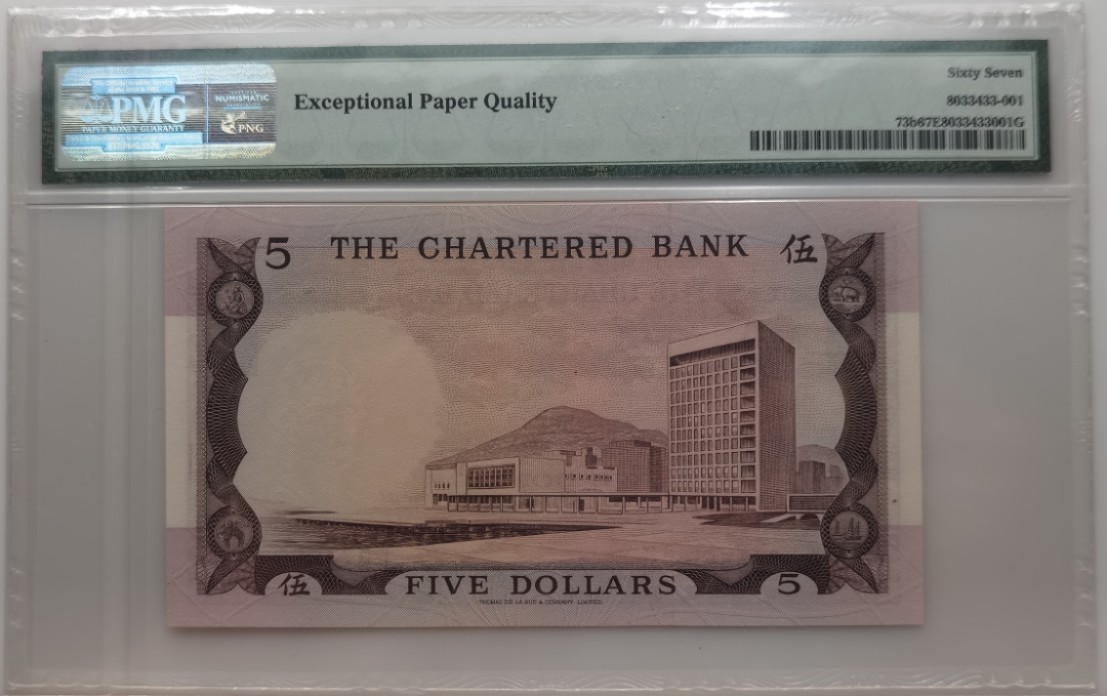 PMG
PAPER MONEY GUARANTY
NUMISMATIC
PNG
Exceptional Paper Quality
Sixty Seven
8033433-001
73b67E8033433001G
5 THE CHARTERED BANK 伍
伍 FIVE DOLLARS 5
THOMAS DE LA RUE & COMPANY, LIMITED.